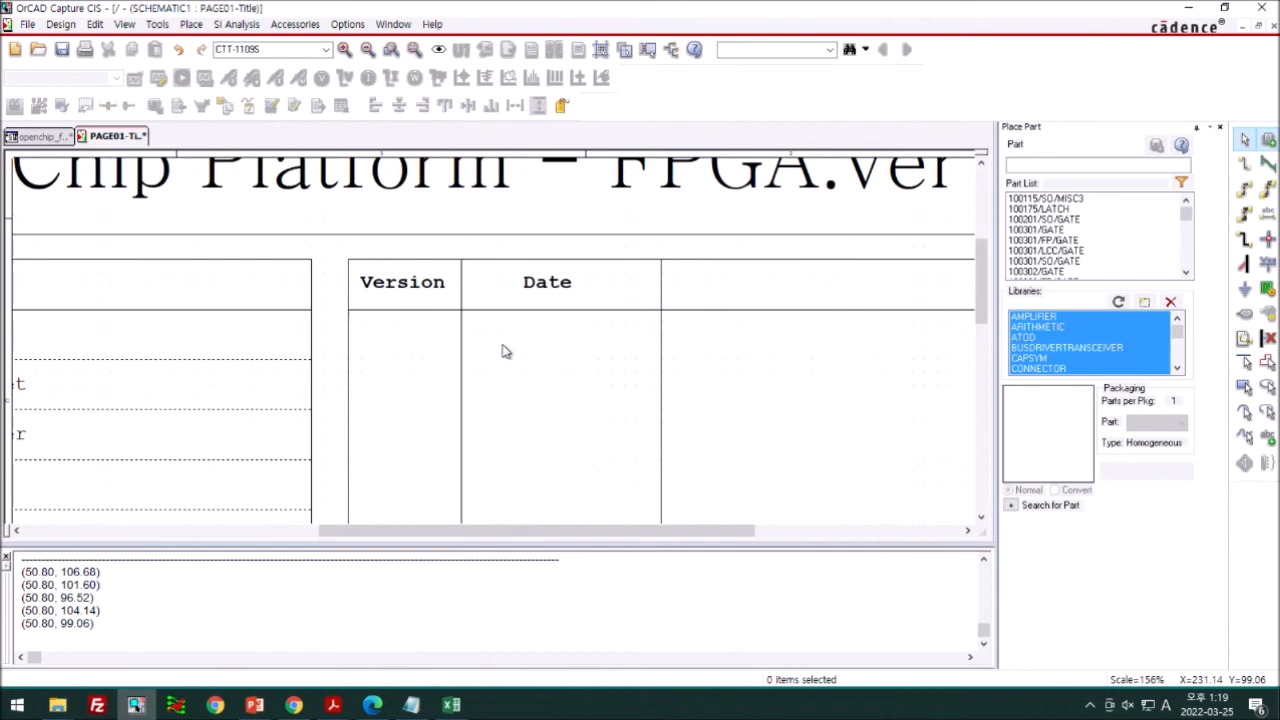 OrCAD Capture CIS - [/ - (SCHEMATIC1 : PAGE01-Title)]
File Design Edit View Tools Place SI Analysis Accessories Options Window Help
cādence
CTT-11095
openchip_f..* PAGE01-Ti..*
Chip Platform - FPGA.Ver
Version Date
et
er
Place Part
Part
Part List:
100115/SO/MISC3
100175/LATCH
100201/SO/GATE
100301/GATE
100301/FP/GATE
100301/LCC/GATE
100301/SO/GATE
100302/GATE
Libraries:
AMPLIFIER
ARITHMETIC
ATOD
BUSDRIVERTRANSCEIVER
CAPSYM
CONNECTOR
Packaging
Parts per Pkg: 1
Part:
Type: Homogeneous
Normal Convert
Search for Part
(50.80, 106.68)
(50.80, 101.60)
(50.80, 96.52)
(50.80, 104.14)
(50.80, 99.06)
0 items selected Scale=156% X=231.14 Y=99.06
A 오후 1:19
2022-03-25
6